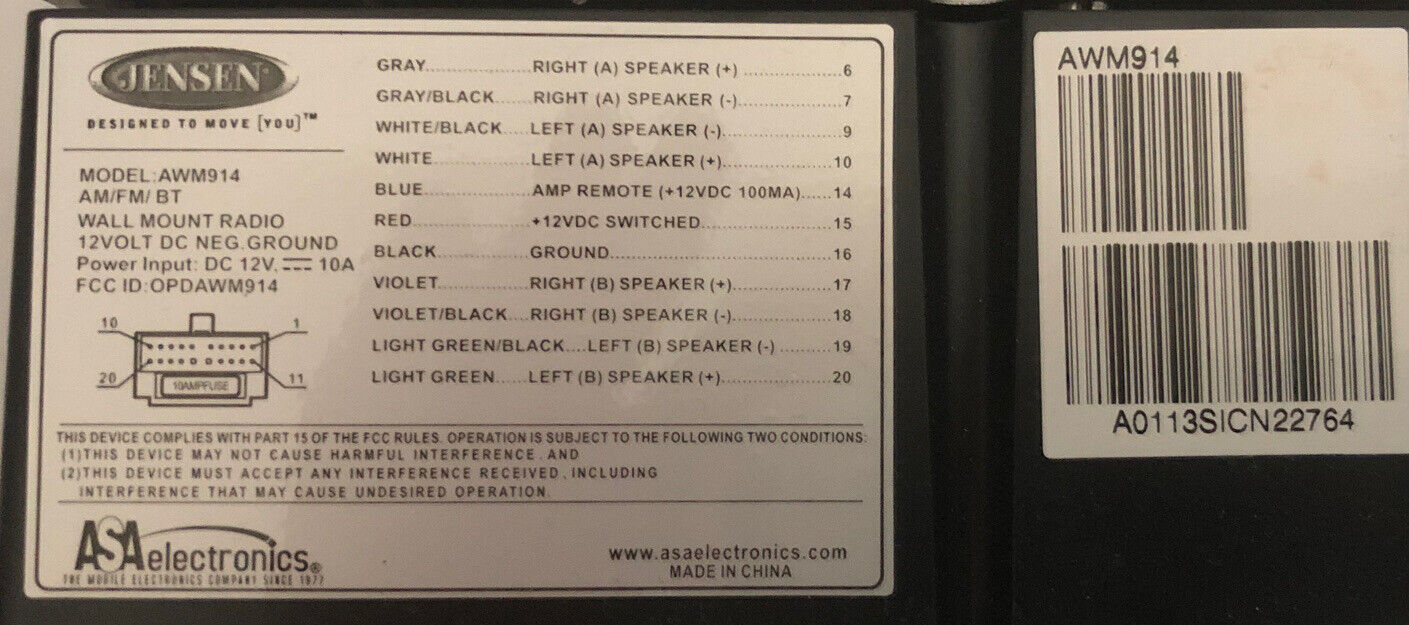 JENSEN®
DESIGNED TO MOVE [YOU]™
MODEL:AWM914
AM/FM/ BT
WALL MOUNT RADIO
12VOLT DC NEG.GROUND
Power Input: DC 12V, ⎓ 10A
FCC ID:OPDAWM914
10 1
20 11
10AMPFUSE
GRAY..............RIGHT (A) SPEAKER (+) ..............6
GRAY/BLACK......RIGHT (A) SPEAKER (-)..............7
WHITE/BLACK.....LEFT (A) SPEAKER (-)................9
WHITE..............LEFT (A) SPEAKER (+)...............10
BLUE...............AMP REMOTE (+12VDC 100MA)......14
RED................+12VDC SWITCHED..................15
BLACK.............GROUND..............................16
VIOLET.............RIGHT (B) SPEAKER (+)..............17
VIOLET/BLACK....RIGHT (B) SPEAKER (-)..............18
LIGHT GREEN/BLACK....LEFT (B) SPEAKER (-) .........19
LIGHT GREEN......LEFT (B) SPEAKER (+)................20
THIS DEVICE COMPLIES WITH PART 15 OF THE FCC RULES. OPERATION IS SUBJECT TO THE FOLLOWING TWO CONDITIONS:
(1)THIS DEVICE MAY NOT CAUSE HARMFUL INTERFERENCE. AND
(2)THIS DEVICE MUST ACCEPT ANY INTERFERENCE RECEIVED, INCLUDING
INTERFERENCE THAT MAY CAUSE UNDESIRED OPERATION.
ASA electronics®
THE MOBILE ELECTRONICS COMPANY SINCE 1977
www.asaelectronics.com
MADE IN CHINA
AWM914
A0113SICN22764